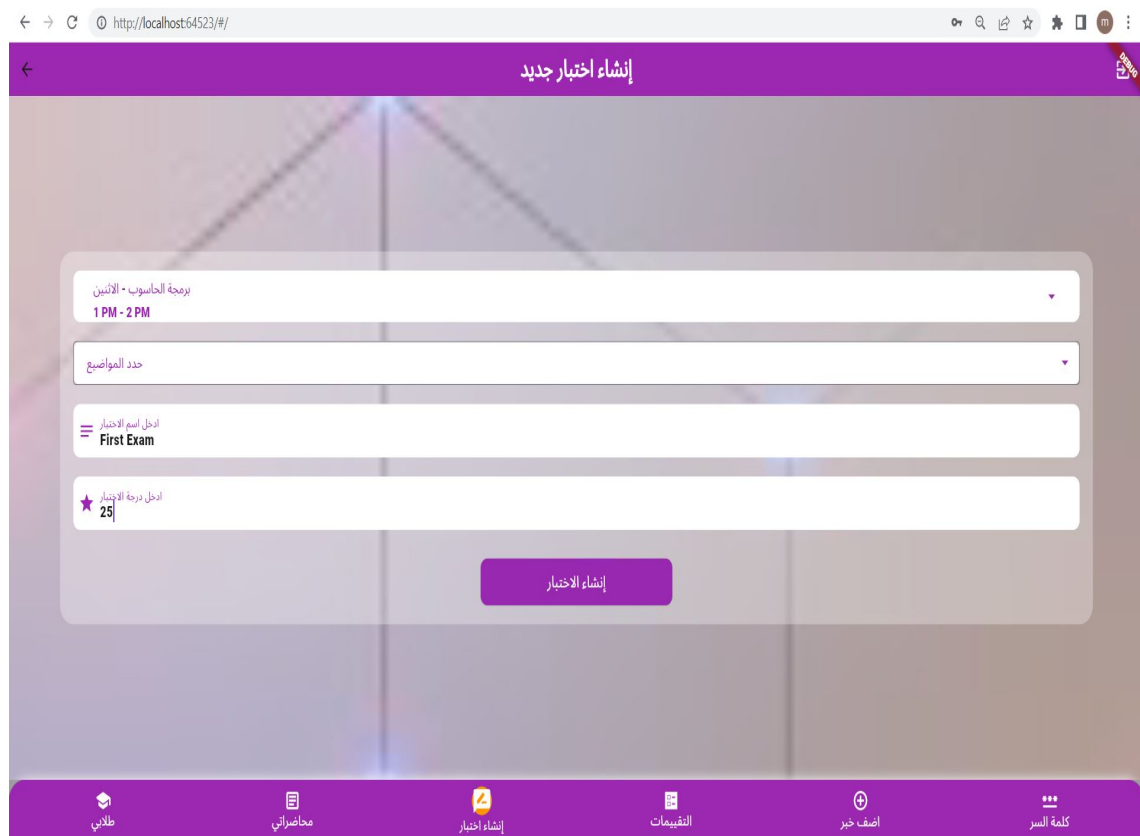 http://localhost:64523/#/
m
إنشاء اختبار جديد
DEBUG
برمجة الحاسوب - الاثنين
1 PM - 2 PM
حدد المواضيع
ادخل اسم الاختبار
First Exam
ادخل درجة الاختبار
25
إنشاء الاختبار
طلابي
محاضراتي
إنشاء إختبار
التقييمات
اضف خبر
كلمة السر